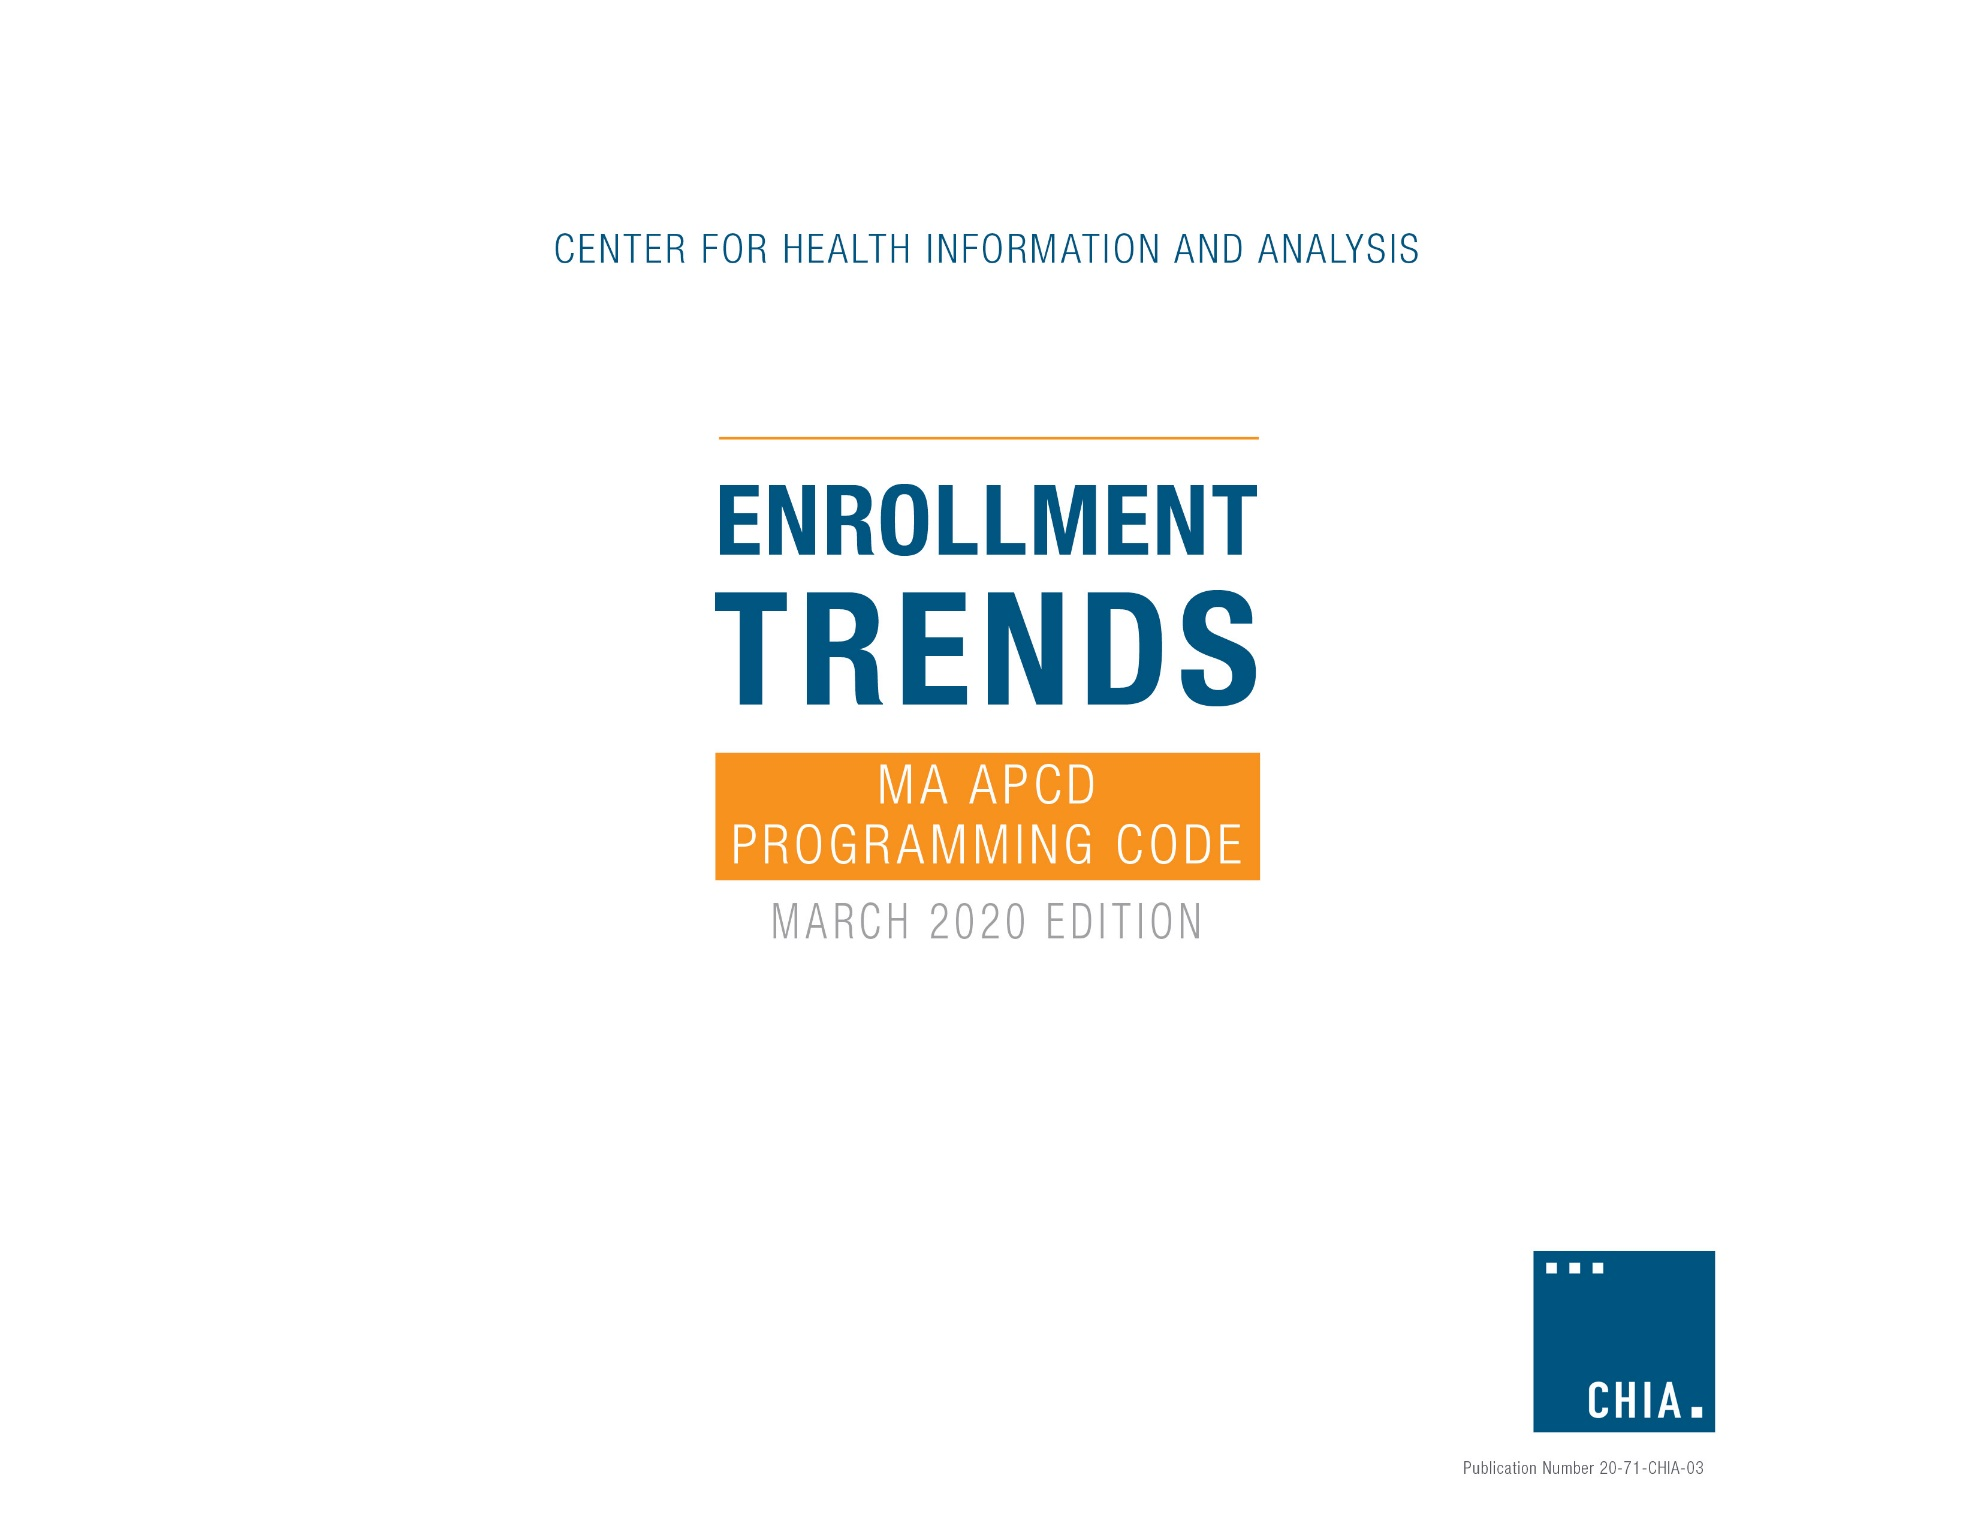 CENTER FOR HEALTH INFORMATION AND ANALYSIS
ENROLLMENT
TRENDS
MA APCD
PROGRAMMING CODE
MARCH 2020 EDITION
CHIA.
Publication Number 20-71-CHIA-03